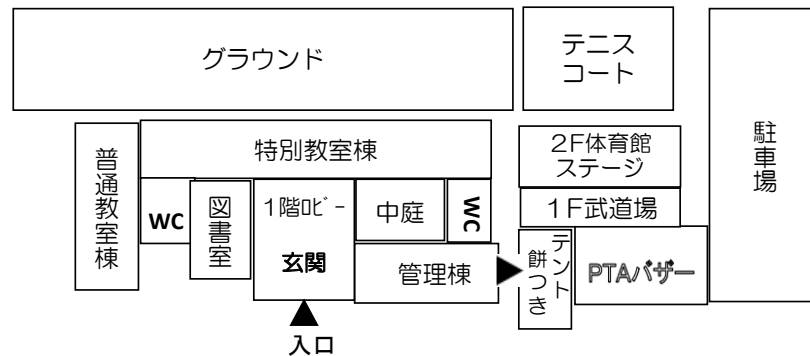 グラウンド
テニス
コート
駐車場
普通教室棟
特別教室棟
2F体育館
ステージ
WC
図書室
1階ﾛﾋﾞｰ
玄関
中庭
WC
1F武道場
管理棟
テント
餅つき
PTAバザー
入口